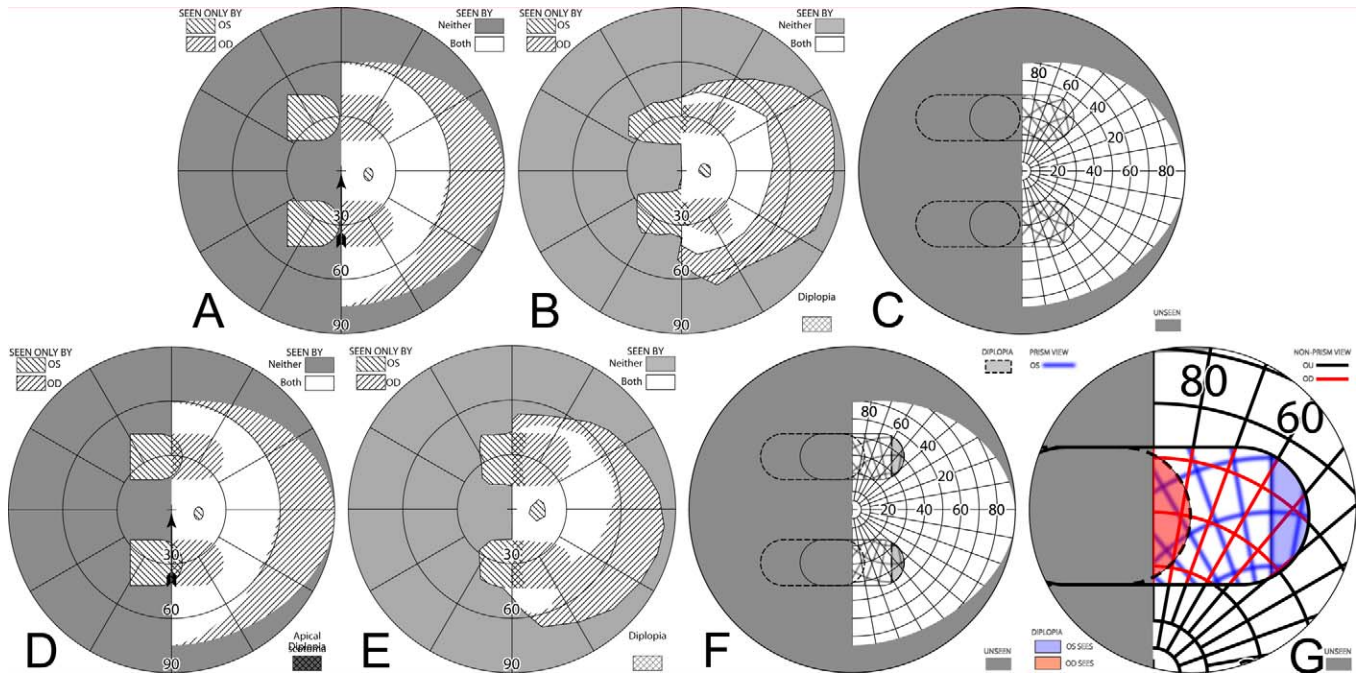 SEEN ONLY BY
OS
OD
SEEN BY
Neither
Both
30
60
90
A
SEEN ONLY BY
OS
OD
SEEN BY
Neither
Both
30
60
90
B
Diplopia
80
60
40
20
20 40 60 80
C
UNSEEN
SEEN ONLY BY
OS
OD
SEEN BY
Neither
Both
30
60
90
D
Apical
Diplopia
scotoma
SEEN ONLY BY
OS
OD
SEEN BY
Neither
Both
30
60
90
E
Diplopia
DIPLOPIA
PRISM VIEW
OS
80
60
40
20
20 40 60 80
F
UNSEEN
NON-PRISM VIEW
OU
OD
80
60
DIPLOPIA
OS SEES
OD SEES
G
UNSEEN